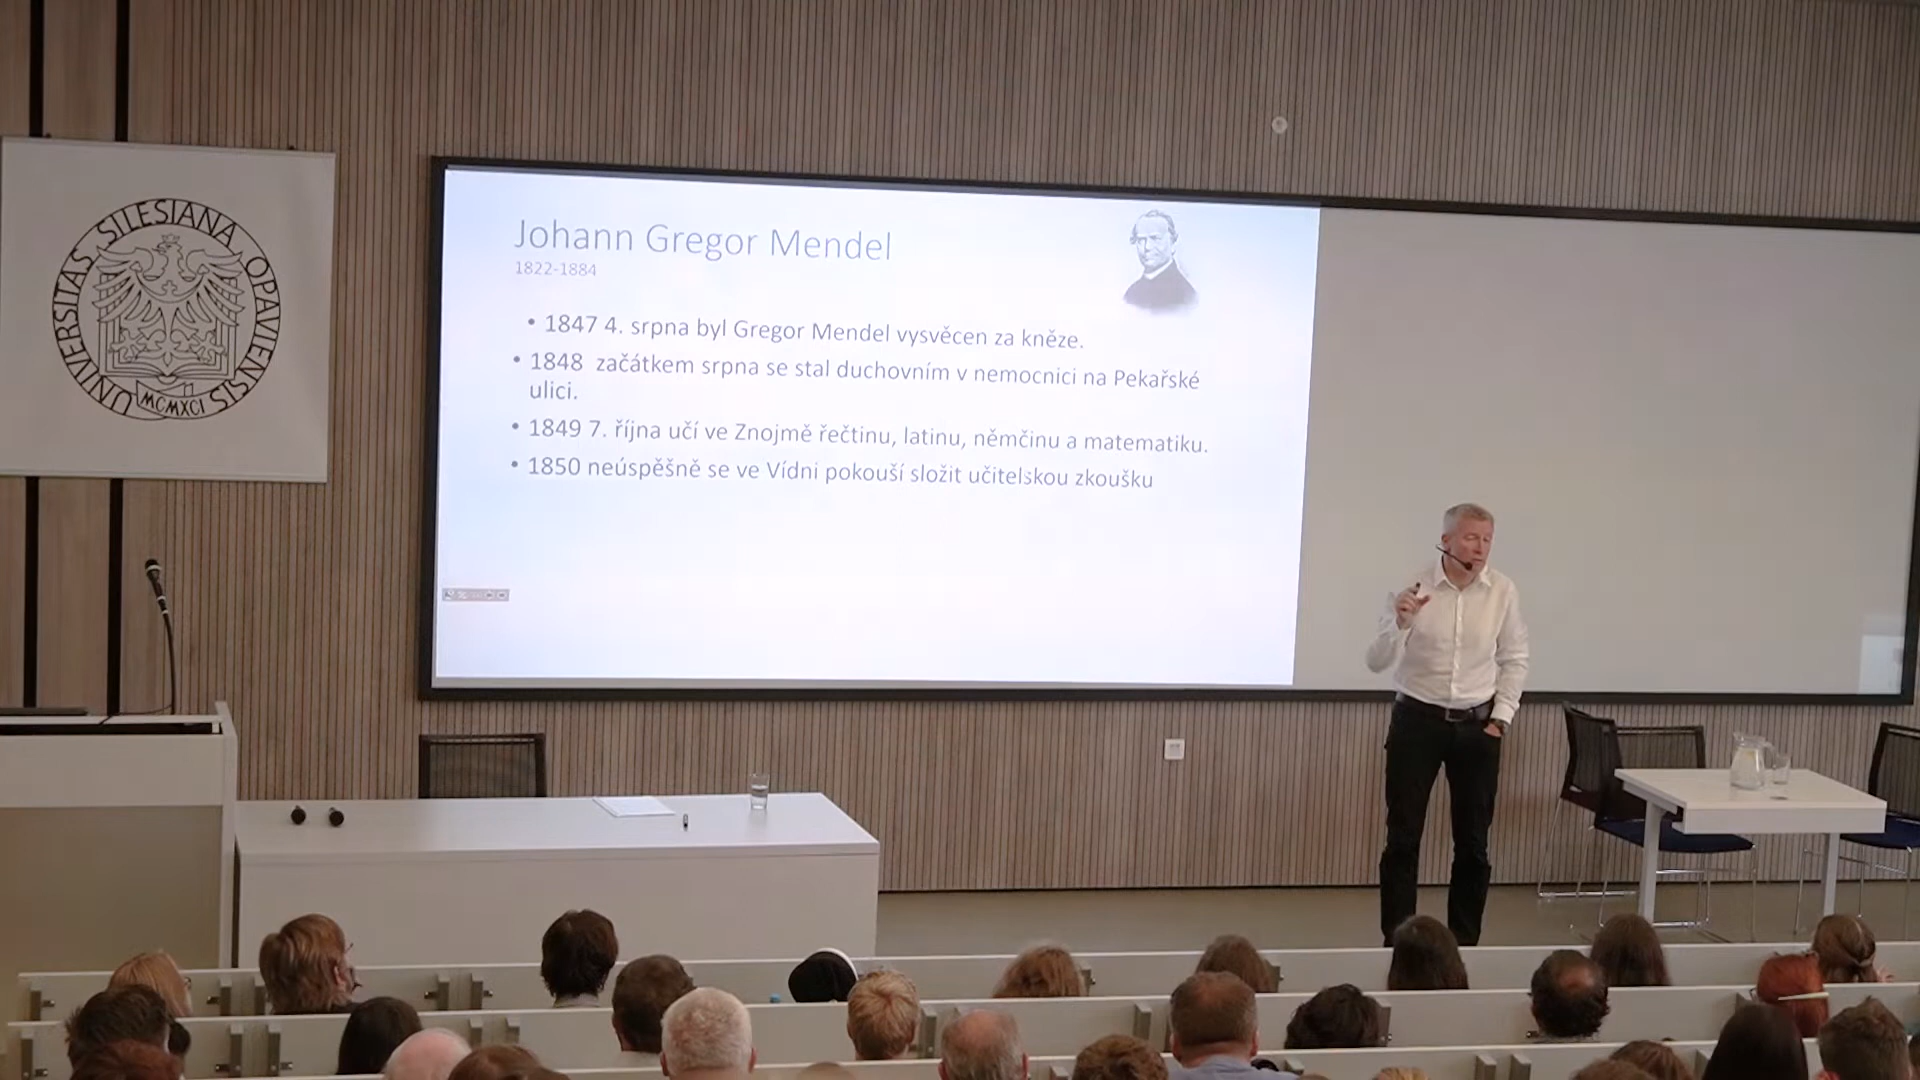 UNIVERSITAS SILESIANA OPAVIENSIS
MCMXCI
Johann Gregor Mendel
1822-1884
• 1847 4. srpna byl Gregor Mendel vysvěcen za kněze.
• 1848 začátkem srpna se stal duchovním v nemocnici na Pekařské
ulici.
• 1849 7. října učí ve Znojmě řečtinu, latinu, němčinu a matematiku.
• 1850 neúspěšně se ve Vídni pokouší složit učitelskou zkoušku